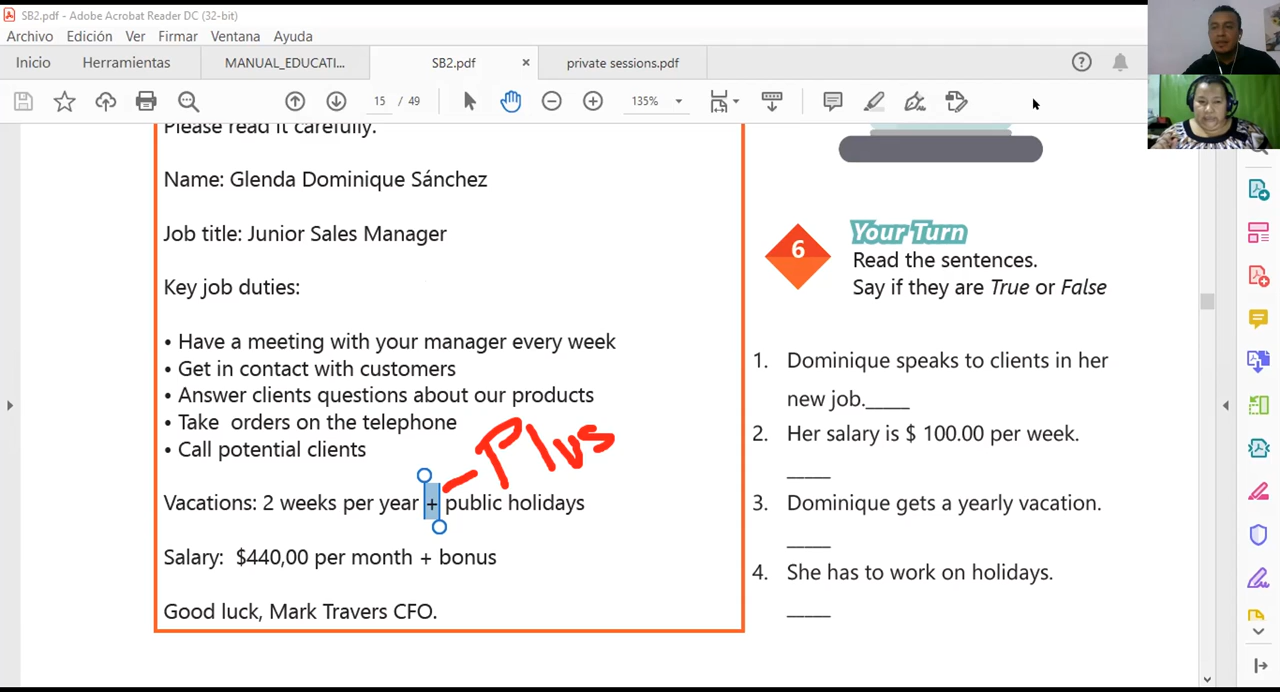 SB2.pdf - Adobe Acrobat Reader DC (32-bit)
Archivo Edición Ver Firmar Ventana Ayuda
Inicio Herramientas MANUAL_EDUCATI... SB2.pdf × private sessions.pdf
15 / 49 135%
Please read it carefully.
Name: Glenda Dominique Sánchez
Job title: Junior Sales Manager
Key job duties:
• Have a meeting with your manager every week
• Get in contact with customers
• Answer clients questions about our products
• Take orders on the telephone
• Call potential clients
Plus
Vacations: 2 weeks per year + public holidays
Salary: $440,00 per month + bonus
Good luck, Mark Travers CFO.
6 Your Turn
Read the sentences.
Say if they are True or False
1. Dominique speaks to clients in her
new job._____
2. Her salary is $ 100.00 per week.
_____
3. Dominique gets a yearly vacation.
_____
4. She has to work on holidays.
_____